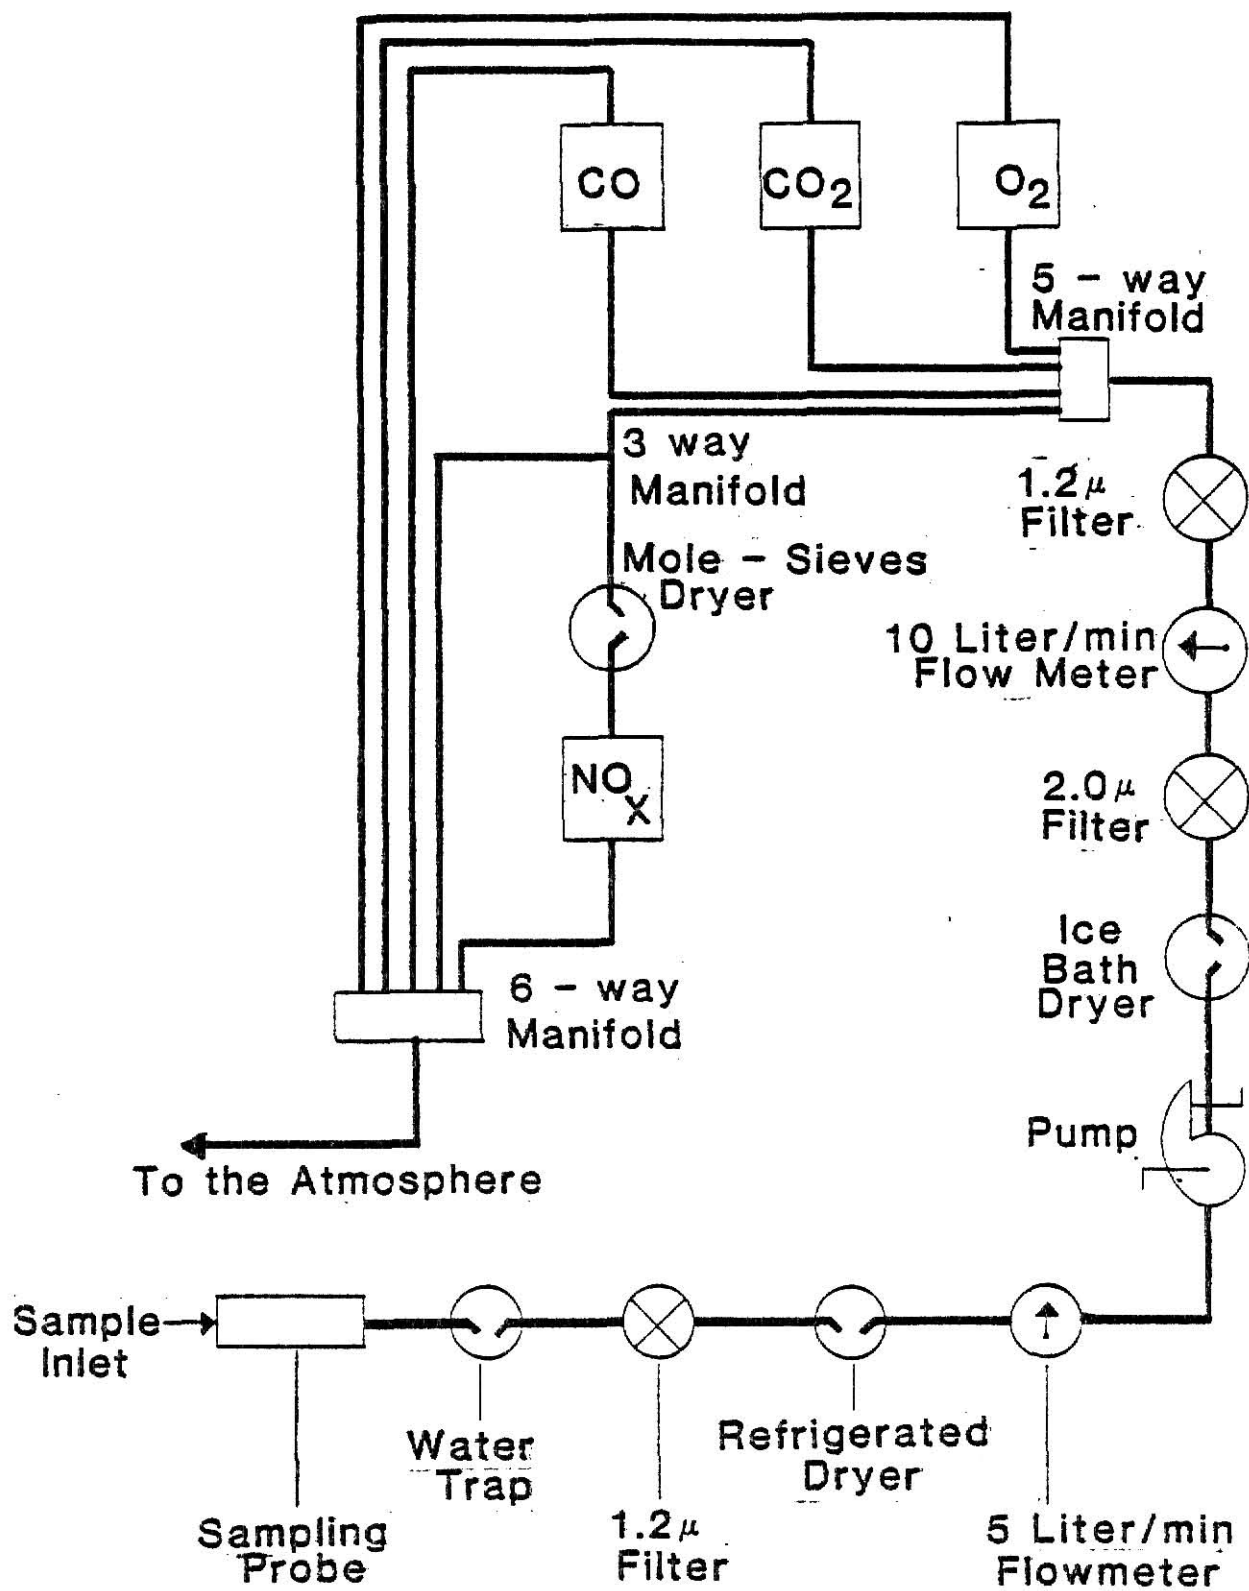 CO
CO2
O2
5 - way
Manifold
3 way
Manifold
1.2μ
Filter
Mole - Sieves
Dryer
10 Liter/min
Flow Meter
NOX
2.0μ
Filter
Ice
Bath
Dryer
6 - way
Manifold
Pump
To the Atmosphere
Sample
Inlet
Water
Trap
Refrigerated
Dryer
Sampling
Probe
1.2μ
Filter
5 Liter/min
Flowmeter